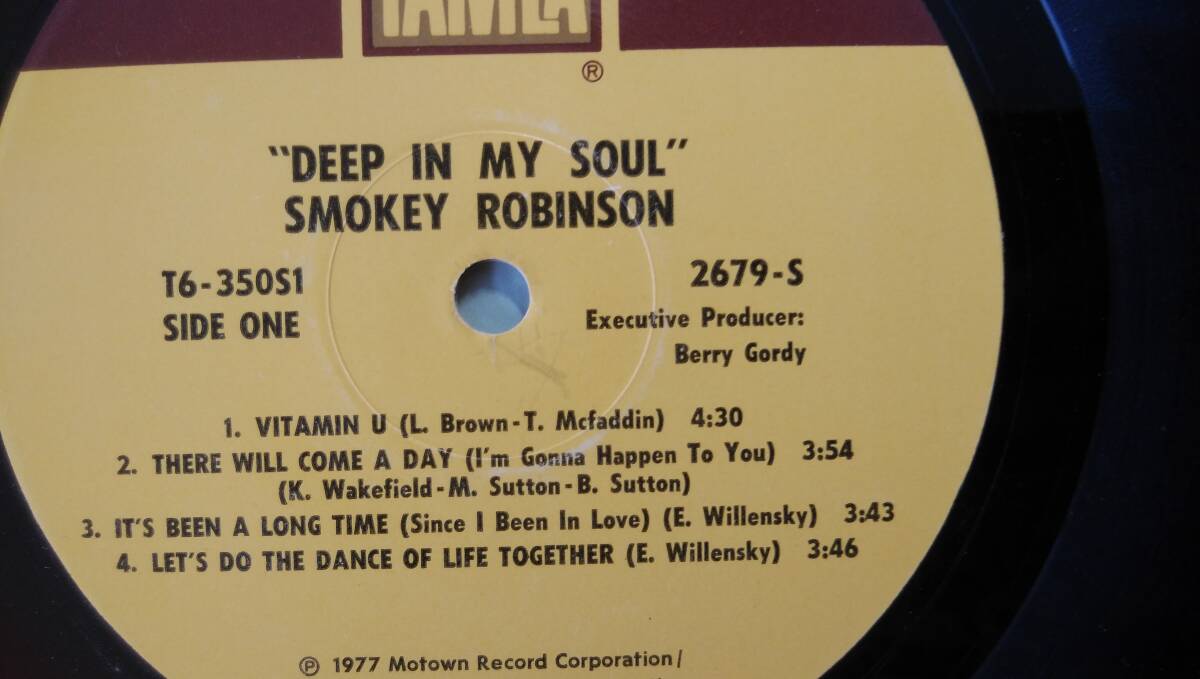 TAMLA
®
"DEEP IN MY SOUL"
SMOKEY ROBINSON
T6-350S1
SIDE ONE
2679-S
Executive Producer:
Berry Gordy
1. VITAMIN U (L. Brown-T. Mcfaddin) 4:30
2. THERE WILL COME A DAY (I'm Gonna Happen To You) 3:54
(K. Wakefield-M. Sutton-B. Sutton)
3. IT'S BEEN A LONG TIME (Since I Been In Love) (E. Willensky) 3:43
4. LET'S DO THE DANCE OF LIFE TOGETHER (E. Willensky) 3:46
℗ 1977 Motown Record Corporation/